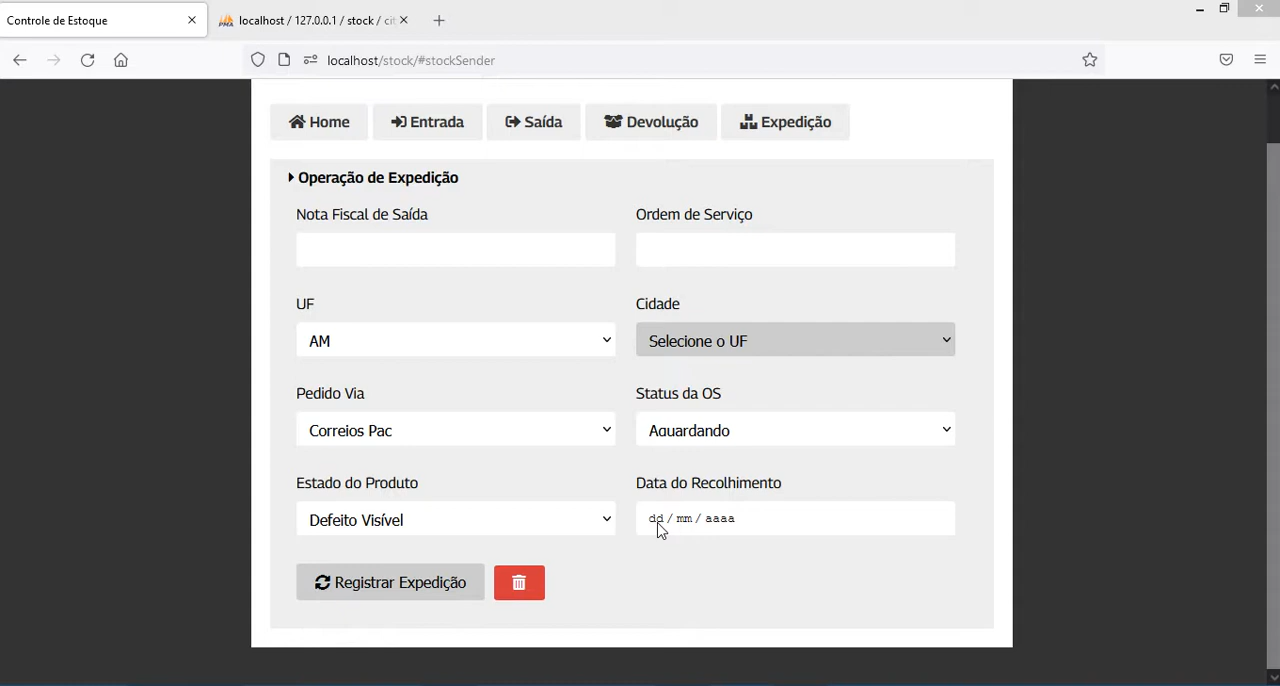 Controle de Estoque
PMA localhost / 127.0.0.1 / stock / cit
localhost/stock/#stockSender
Home Entrada Saída Devolução Expedição
Operação de Expedição
Nota Fiscal de Saída Ordem de Serviço
UF Cidade
AM Selecione o UF
Pedido Via Status da OS
Correios Pac Aguardando
Estado do Produto Data do Recolhimento
Defeito Visível dd / mm / aaaa
Registrar Expedição